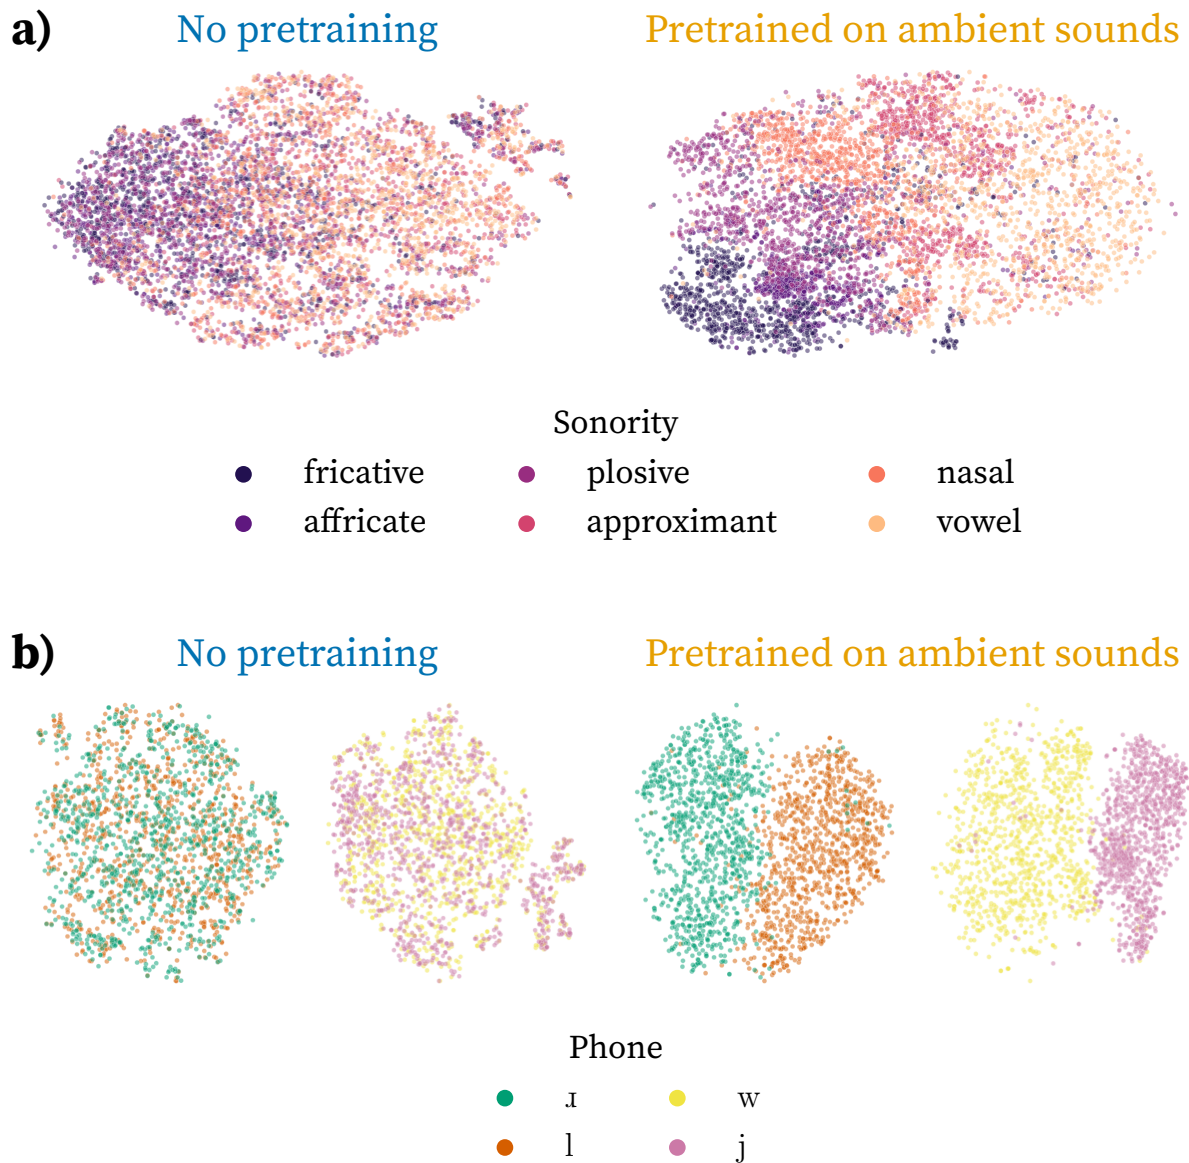 a)
No pretraining
Pretrained on ambient sounds
Sonority
fricative plosive nasal
affricate approximant vowel
b)
No pretraining
Pretrained on ambient sounds
Phone
ɹ w
l j